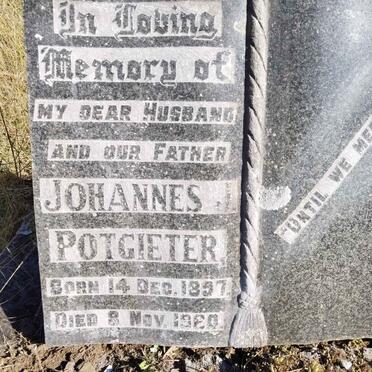 In Loving
Memory of
MY DEAR HUSBAND
AND OUR FATHER
JOHANNES J
POTGIETER
BORN 14 DEC. 1897
DIED 8 NOV. 1920
"UNTIL WE MEE